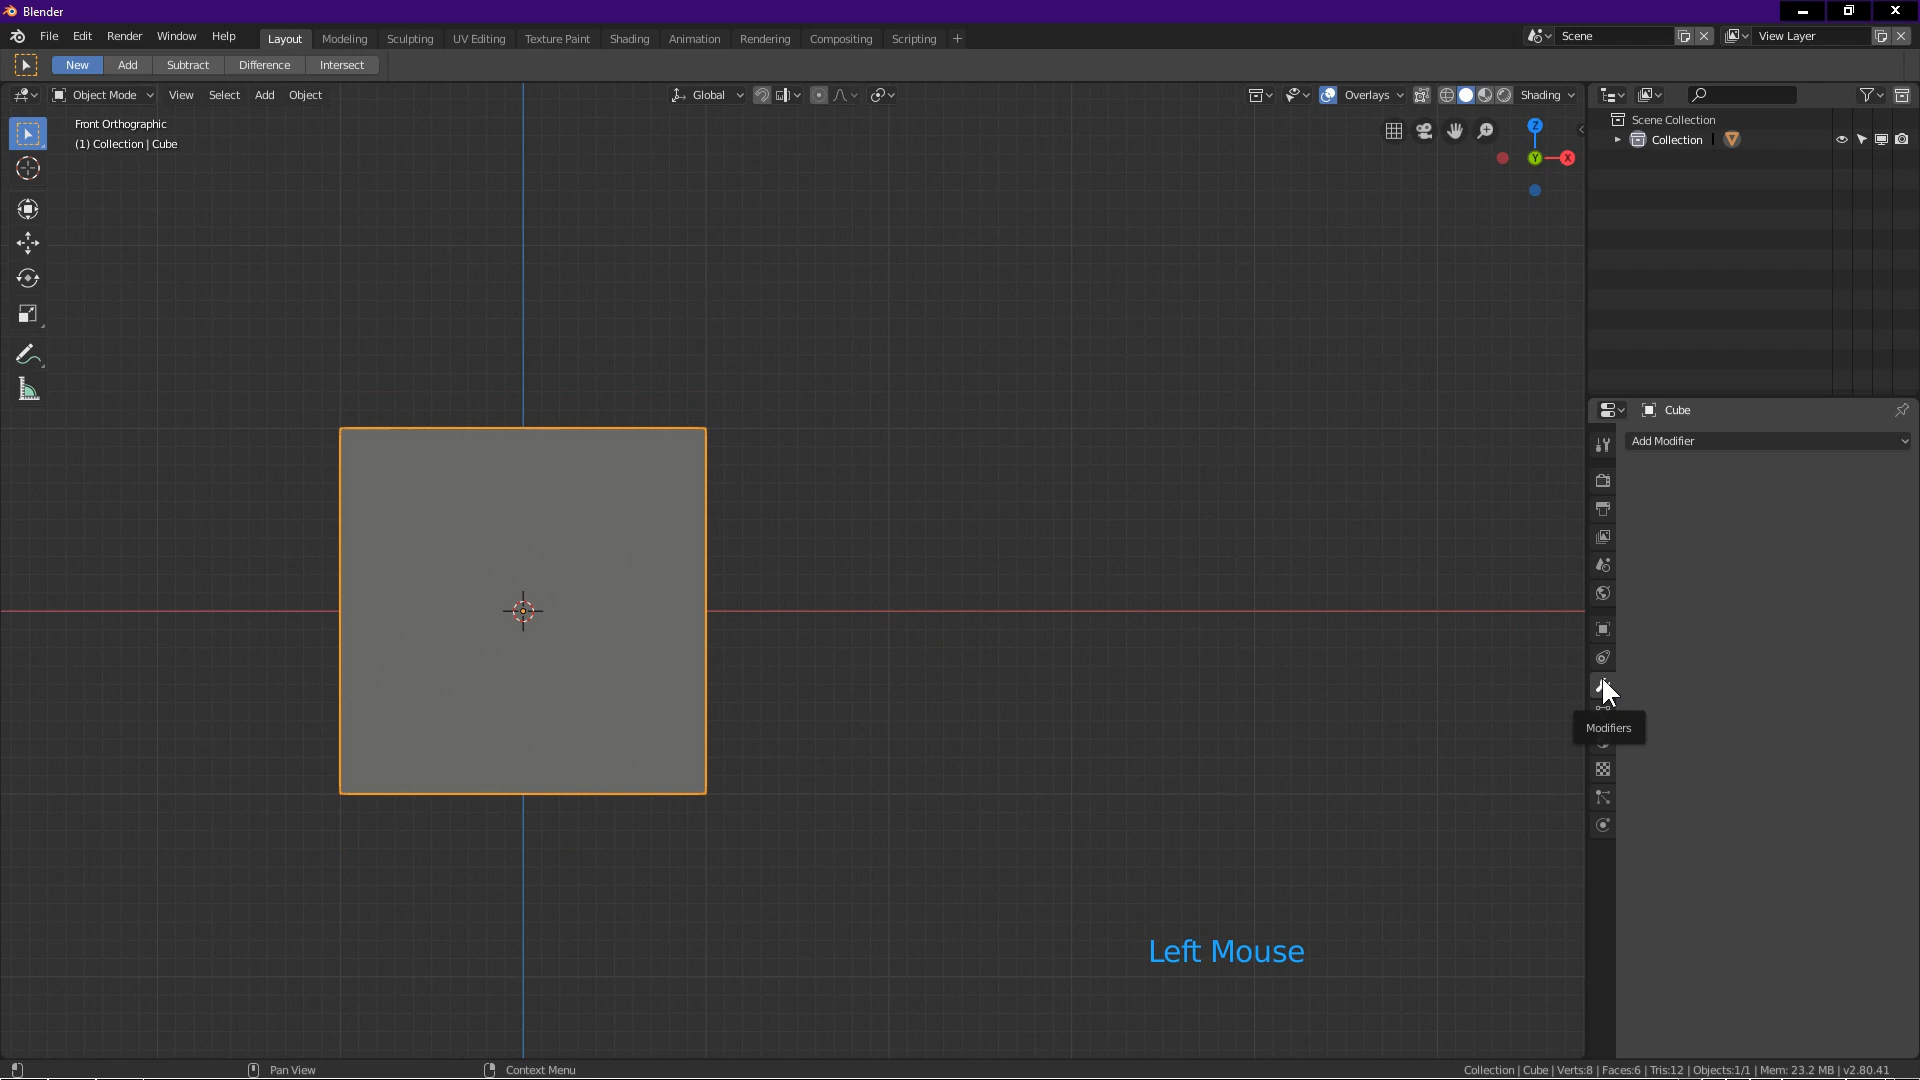 Blender
File Edit Render Window Help Layout Modeling Sculpting UV Editing Texture Paint Shading Animation Rendering Compositing Scripting + Scene View Layer
New Add Subtract Difference Intersect
Object Mode View Select Add Object Global Overlays Shading
Front Orthographic
(1) Collection | Cube
Z
Y
X
Scene Collection
Collection
Cube
Add Modifier
Modifiers
Left Mouse
Pan View Context Menu Collection | Cube | Verts:8 | Faces:6 | Tris:12 | Objects:1/1 | Mem: 23.2 MB | v2.80.41